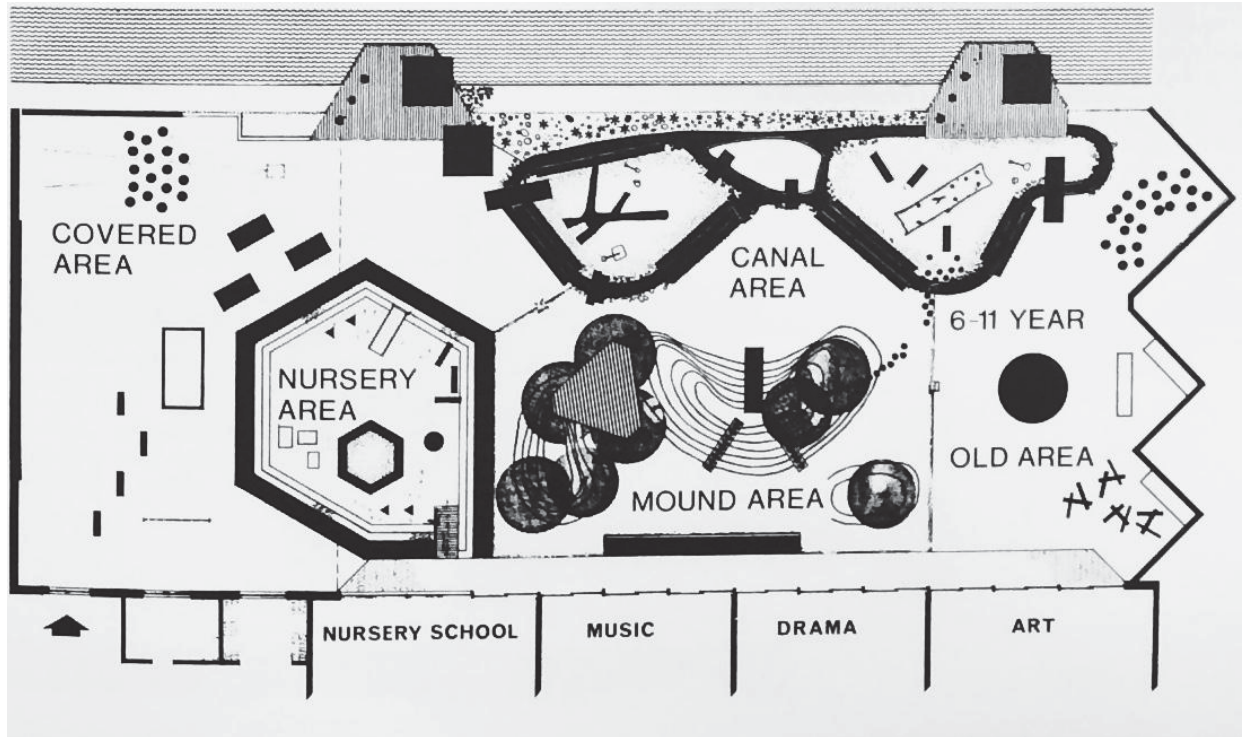 COVERED
AREA
CANAL
AREA
6-11 YEAR
NURSERY
AREA
OLD AREA
MOUND AREA
NURSERY SCHOOL
MUSIC
DRAMA
ART